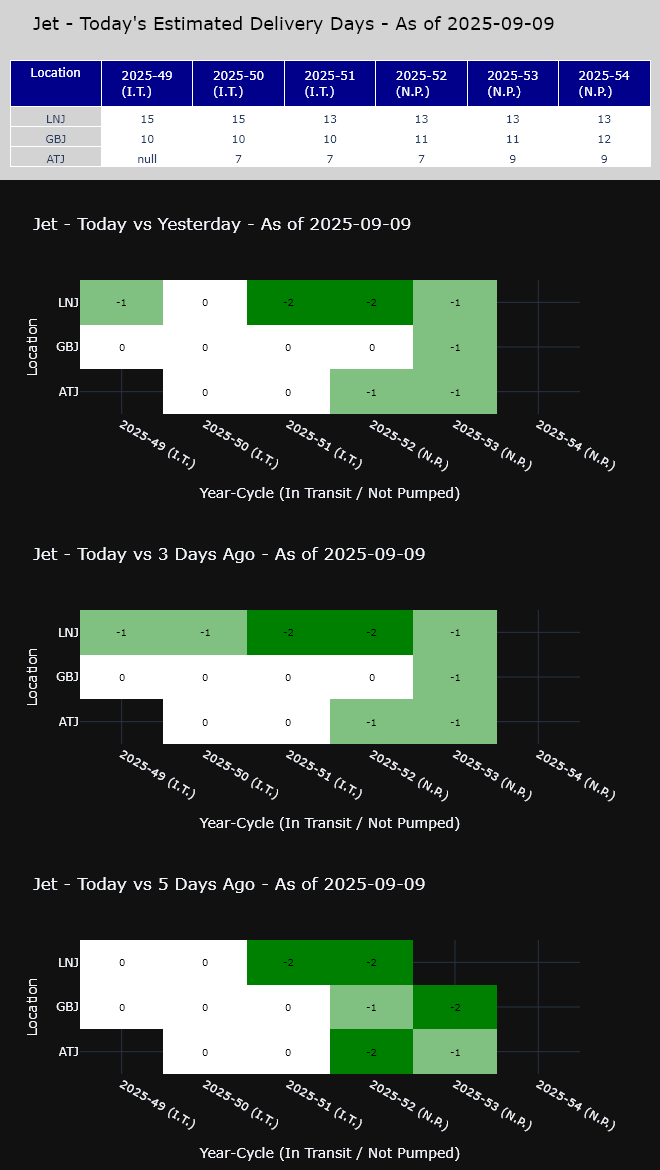 Jet - Today's Estimated Delivery Days - As of 2025-09-09
Location 2025-49 (I.T.) 2025-50 (I.T.) 2025-51 (I.T.) 2025-52 (N.P.) 2025-53 (N.P.) 2025-54 (N.P.)
LNJ 15 15 13 13 13 13
GBJ 10 10 10 11 11 12
ATJ null 7 7 7 9 9
Jet - Today vs Yesterday - As of 2025-09-09
Location
LNJ -1 0 -2 -2 -1
GBJ 0 0 0 0 -1
ATJ 0 0 -1 -1
2025-49 (I.T.) 2025-50 (I.T.) 2025-51 (I.T.) 2025-52 (N.P.) 2025-53 (N.P.) 2025-54 (N.P.)
Year-Cycle (In Transit / Not Pumped)
Jet - Today vs 3 Days Ago - As of 2025-09-09
Location
LNJ -1 -1 -2 -2 -1
GBJ 0 0 0 0 -1
ATJ 0 0 -1 -1
2025-49 (I.T.) 2025-50 (I.T.) 2025-51 (I.T.) 2025-52 (N.P.) 2025-53 (N.P.) 2025-54 (N.P.)
Year-Cycle (In Transit / Not Pumped)
Jet - Today vs 5 Days Ago - As of 2025-09-09
Location
LNJ 0 0 -2 -2
GBJ 0 0 0 -1 -2
ATJ 0 0 -2 -1
2025-49 (I.T.) 2025-50 (I.T.) 2025-51 (I.T.) 2025-52 (N.P.) 2025-53 (N.P.) 2025-54 (N.P.)
Year-Cycle (In Transit / Not Pumped)